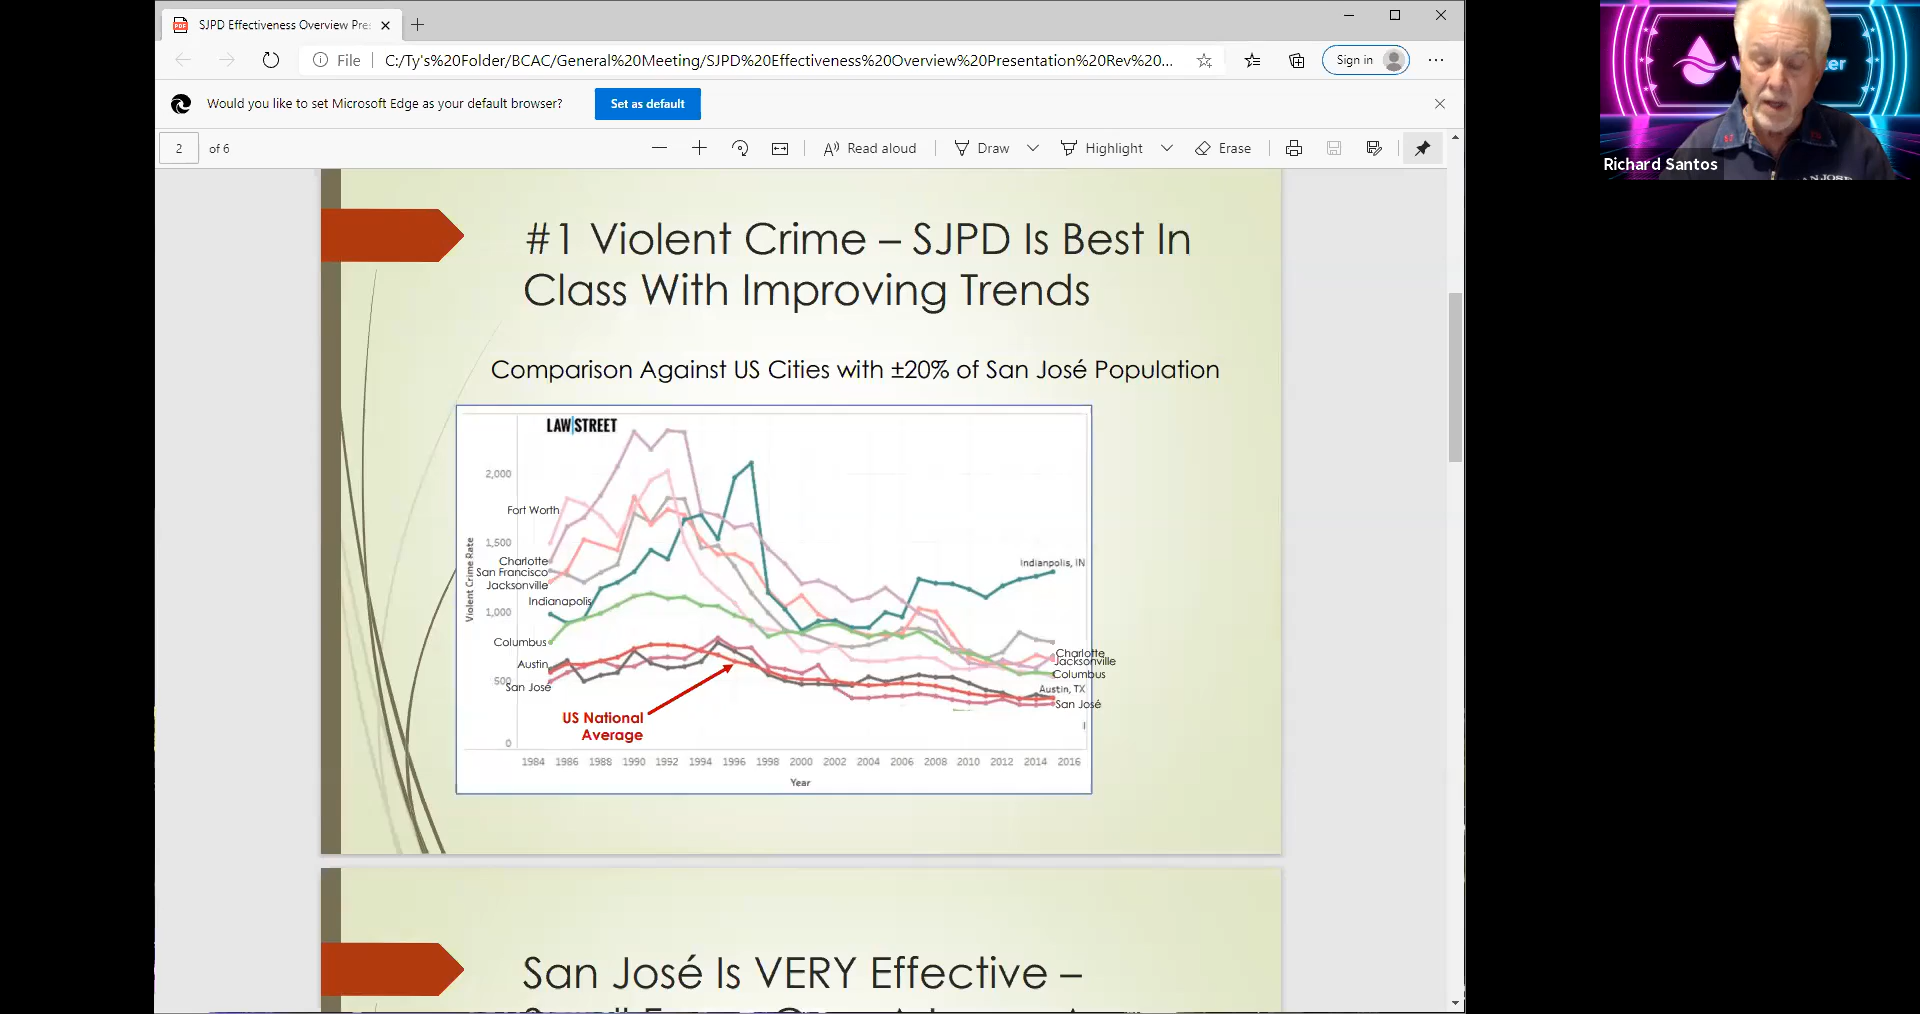 SJPD Effectiveness Overview Pre
File
C:/Ty's%20Folder/BCAC/General%20Meeting/SJPD%20Effectiveness%20Overview%20Presentation%20Rev%20...
Sign in
Would you like to set Microsoft Edge as your default browser?
Set as default
2
of 6
Read aloud
Draw
Highlight
Erase
Richard Santos
#1 Violent Crime – SJPD Is Best In
Class With Improving Trends
Comparison Against US Cities with ±20% of San José Population
LAW|STREET
2,000
1,500
1,000
500
0
Violent Crime Rate
Fort Worth
Charlotte
San Francisco
Jacksonville
Indianapolis
Columbus
Austin
San José
US National
Average
Indianpolis, IN
Charlotte
Jacksonville
Columbus
Austin, TX
San José
1984 1986 1988 1990 1992 1994 1996 1998 2000 2002 2004 2006 2008 2010 2012 2014 2016
Year
San José Is VERY Effective –